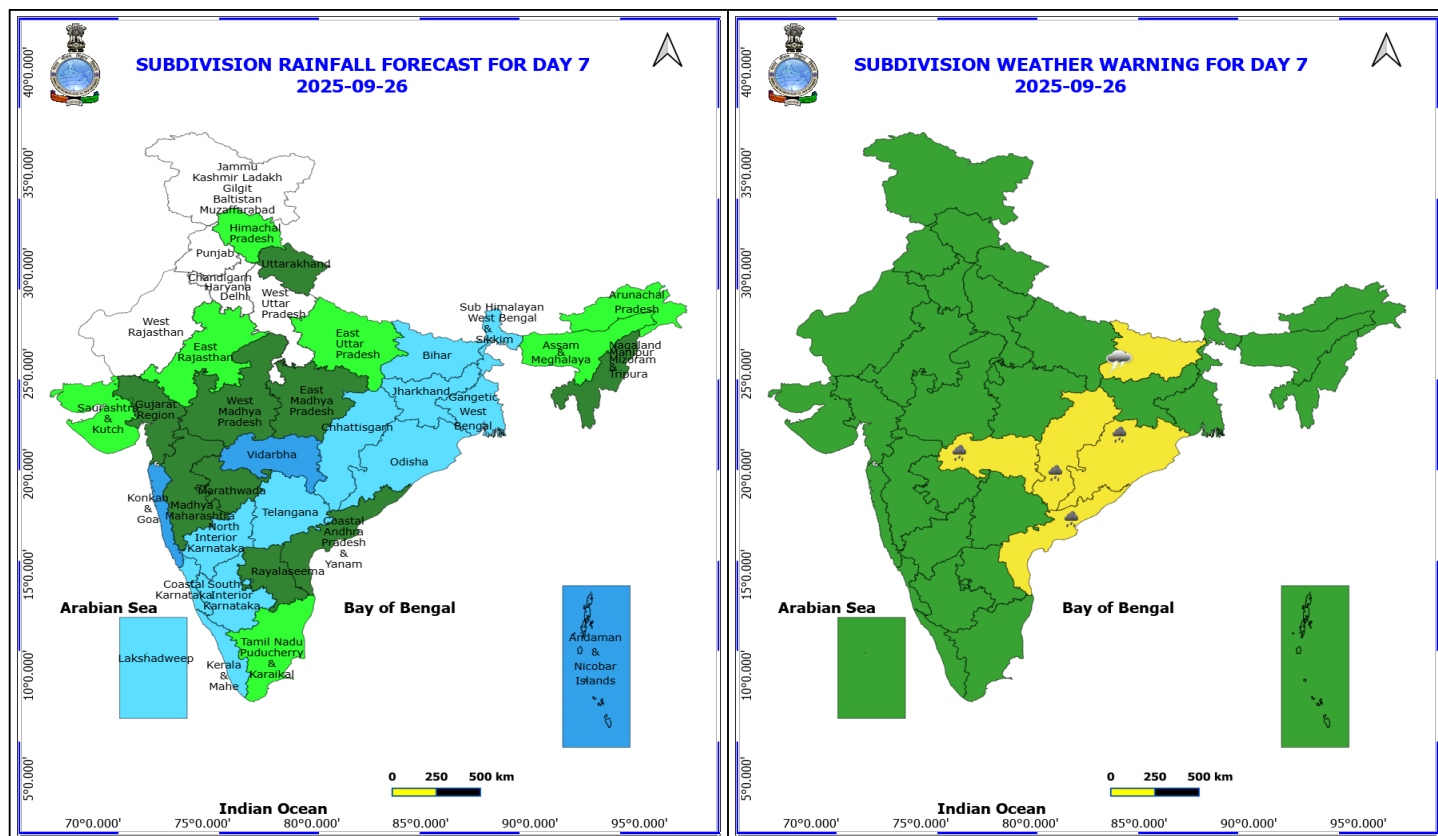 SUBDIVISION RAINFALL FORECAST FOR DAY 7
2025-09-26
40°0.000'
35°0.000'
30°0.000'
25°0.000'
20°0.000'
15°0.000'
10°0.000'
5°0.000'
Jammu
Kashmir Ladakh
Gilgit
Baltistan
Muzaffarabad
Himachal
Pradesh
Punjab
Uttarakhand
Chandigarh
Haryana
Delhi
West
Uttar
Pradesh
West
Rajasthan
East
Rajasthan
East
Uttar
Pradesh
Sub Himalayan
West Bengal
&
Sikkim
Arunachal
Pradesh
Assam
&
Meghalaya
Nagaland
Manipur
Mizoram
&
Tripura
Bihar
Jharkhand
Gangetic
West
Bengal
Saurashtra
&
Kutch
Gujarat
Region
West
Madhya
Pradesh
East
Madhya
Pradesh
Chhattisgarh
Vidarbha
Odisha
Konkan
&
Goa
Madhya
Maharashtra
Marathwada
Telangana
North
Interior
Karnataka
Coastal
Andhra
Pradesh
&
Yanam
Rayalaseema
Coastal
Karnataka
South
Interior
Karnataka
Tamil Nadu
Puducherry
&
Karaikal
Kerala
&
Mahe
Lakshadweep
Andaman
&
Nicobar
Islands
Arabian Sea
Bay of Bengal
Indian Ocean
0 250 500 km
70°0.000' 75°0.000' 80°0.000' 85°0.000' 90°0.000' 95°0.000'
SUBDIVISION WEATHER WARNING FOR DAY 7
2025-09-26
40°0.000'
35°0.000'
30°0.000'
25°0.000'
20°0.000'
15°0.000'
10°0.000'
5°0.000'
Arabian Sea
Bay of Bengal
Indian Ocean
0 250 500 km
70°0.000' 75°0.000' 80°0.000' 85°0.000' 90°0.000' 95°0.000'